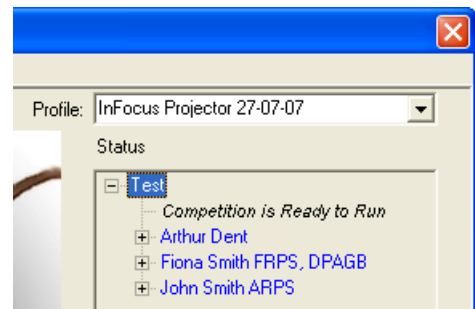 Profile: InFocus Projector 27-07-07
Status
Test
Competition is Ready to Run
Arthur Dent
Fiona Smith FRPS, DPAGB
John Smith ARPS